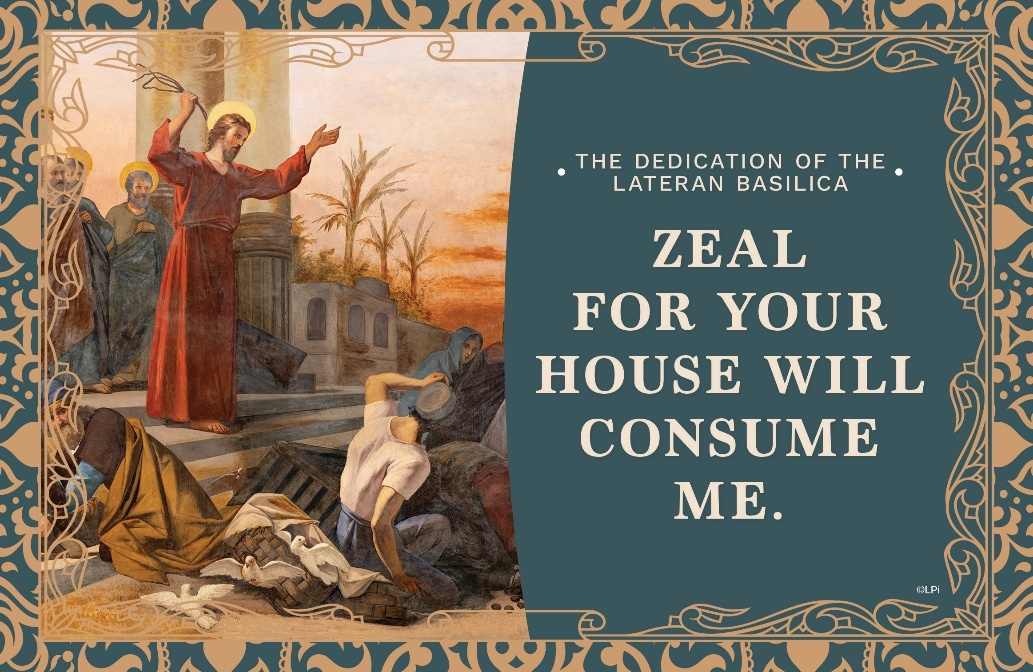 THE DEDICATION OF THE
LATERAN BASILICA
ZEAL
FOR YOUR
HOUSE WILL
CONSUME
ME.
©LPi